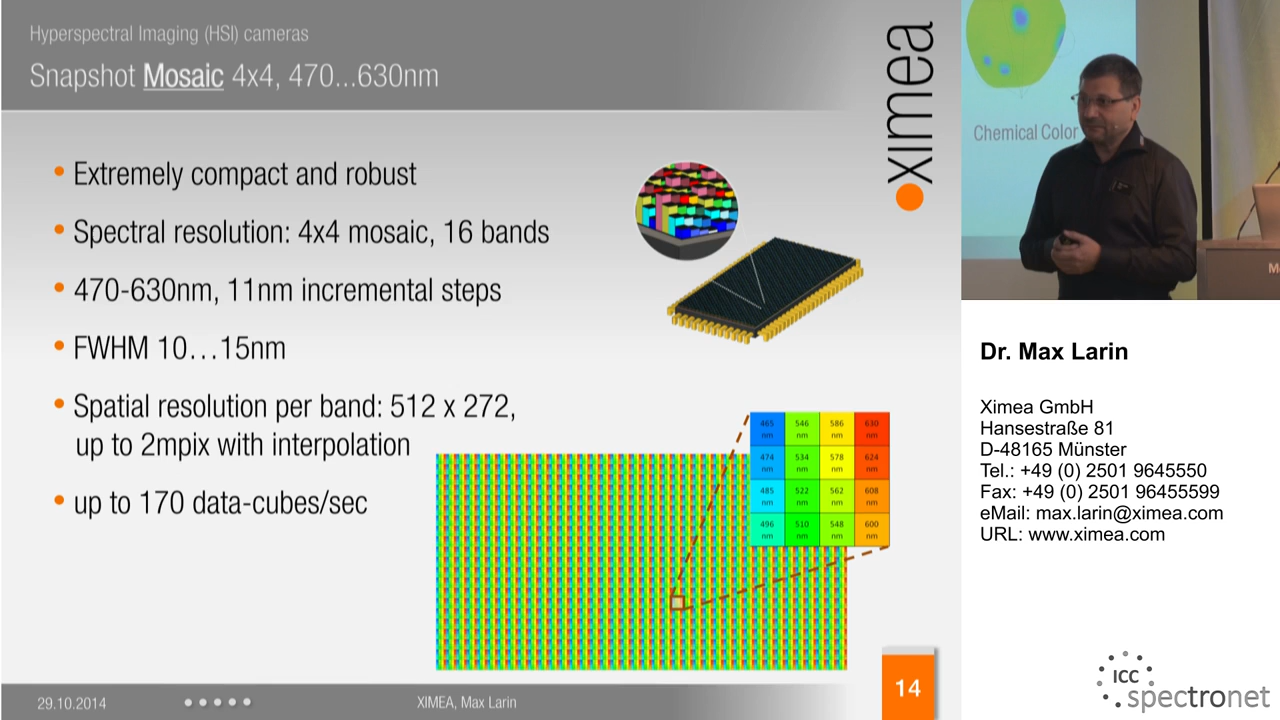 Hyperspectral Imaging (HSI) cameras
Snapshot Mosaic 4x4, 470...630nm
ximea
• Extremely compact and robust
• Spectral resolution: 4x4 mosaic, 16 bands
• 470-630nm, 11nm incremental steps
• FWHM 10…15nm
• Spatial resolution per band: 512 x 272,
up to 2mpix with interpolation
• up to 170 data-cubes/sec
465 nm 546 nm 586 nm 630 nm
474 nm 534 nm 578 nm 624 nm
485 nm 522 nm 562 nm 608 nm
496 nm 510 nm 548 nm 600 nm
29.10.2014
XIMEA, Max Larin
14
Chemical Color
Dr. Max Larin
Ximea GmbH
Hansestraße 81
D-48165 Münster
Tel.: +49 (0) 2501 9645550
Fax: +49 (0) 2501 96455599
eMail: max.larin@ximea.com
URL: www.ximea.com
ICC
spectronet